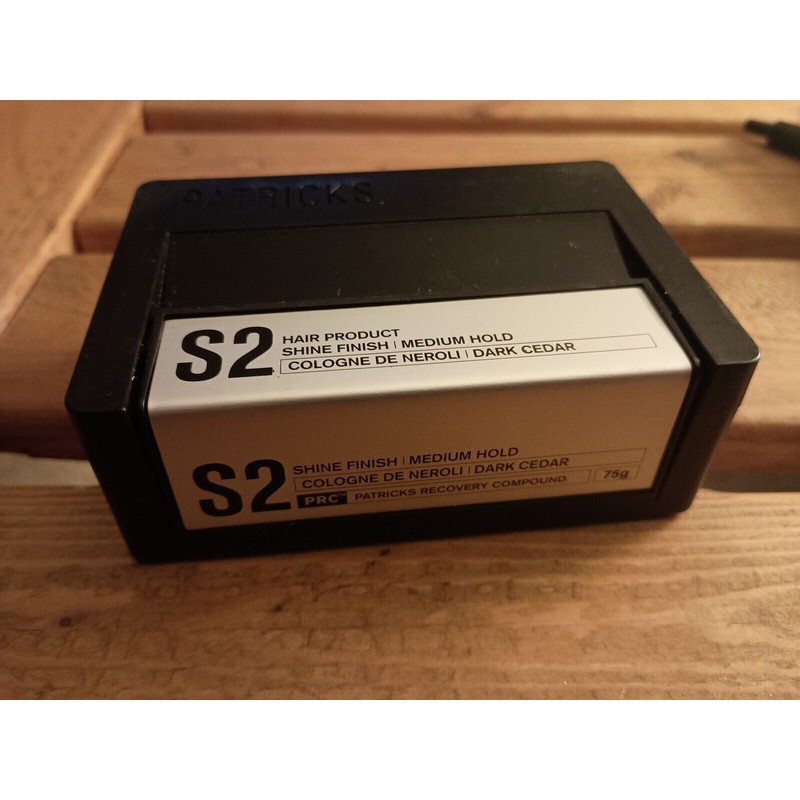 PATRICKS
S2
HAIR PRODUCT
SHINE FINISH | MEDIUM HOLD
COLOGNE DE NEROLI | DARK CEDAR
S2
SHINE FINISH | MEDIUM HOLD
COLOGNE DE NEROLI | DARK CEDAR
PRC™ PATRICKS RECOVERY COMPOUND 75g